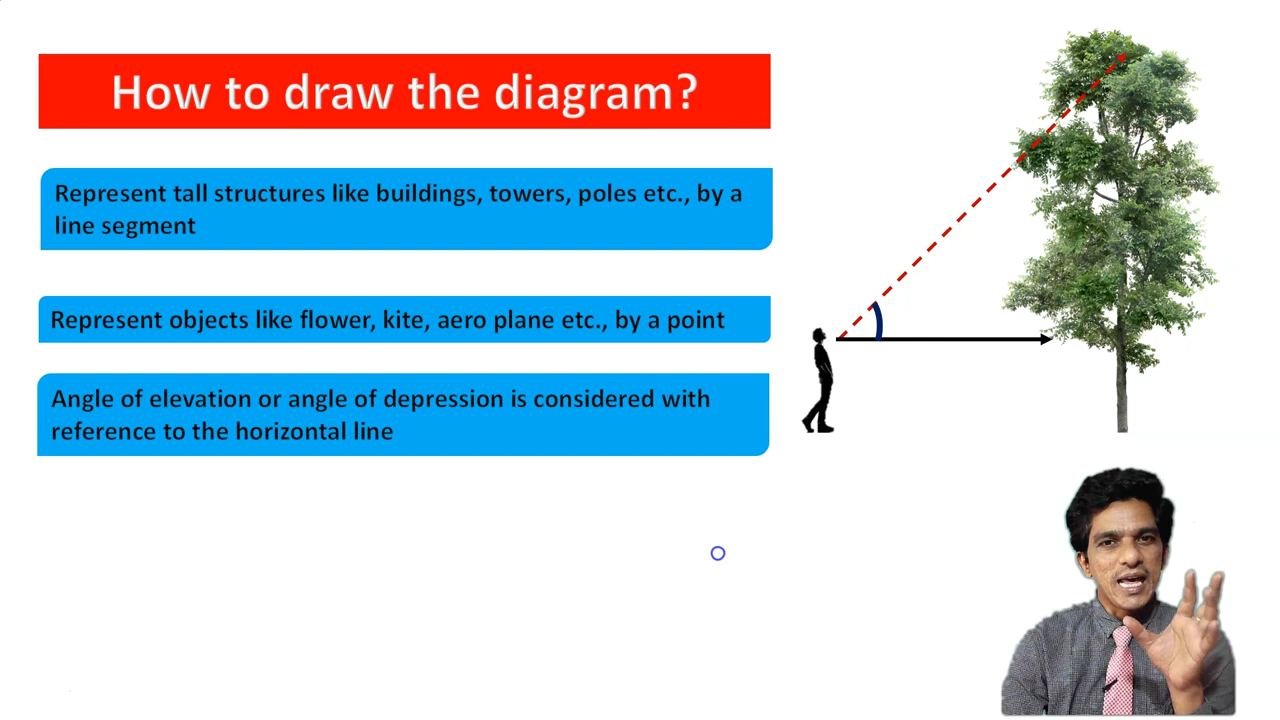 How to draw the diagram?
Represent tall structures like buildings, towers, poles etc., by a
line segment
Represent objects like flower, kite, aero plane etc., by a point
Angle of elevation or angle of depression is considered with
reference to the horizontal line